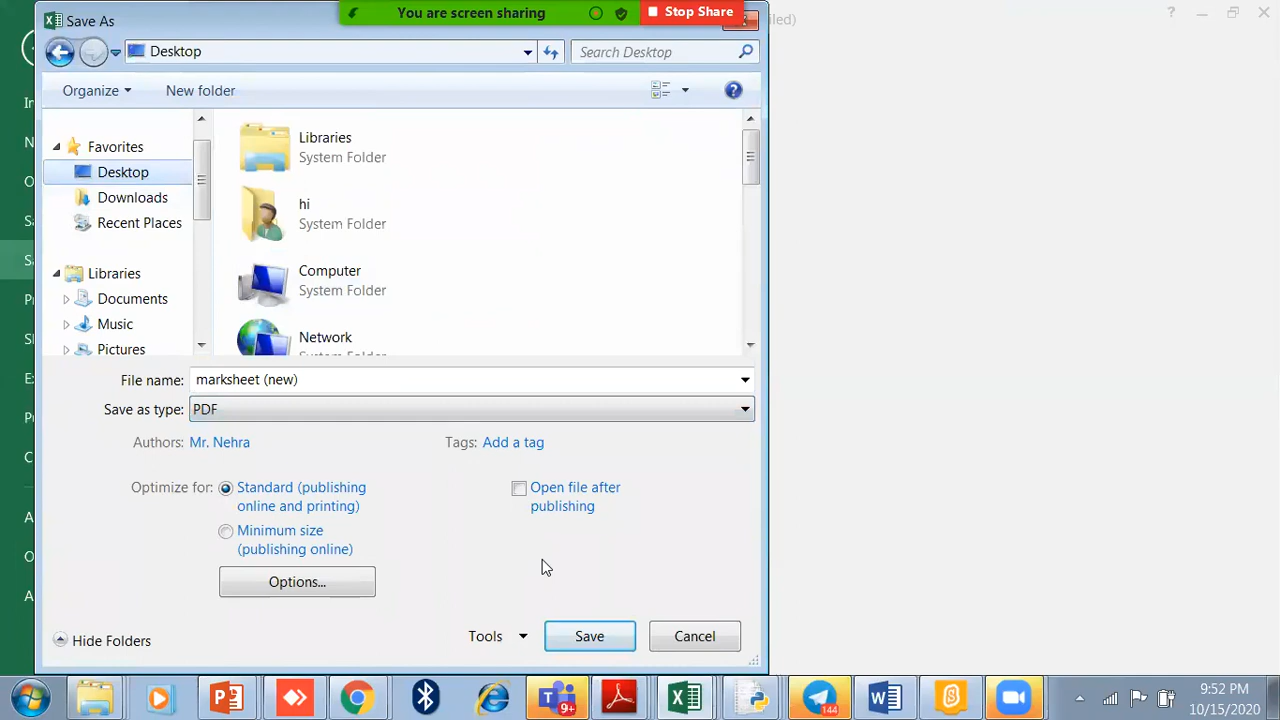 Save As
You are screen sharing
Stop Share
iled)
?
Desktop
Search Desktop
Organize
New folder
?
Favorites
Desktop
Downloads
Recent Places
Libraries
Documents
Music
Pictures
Libraries
System Folder
hi
System Folder
Computer
System Folder
Network
File name:
marksheet (new)
Save as type:
PDF
Authors:
Mr. Nehra
Tags:
Add a tag
Optimize for:
Standard (publishing
online and printing)
Minimum size
(publishing online)
Open file after
publishing
Options...
Hide Folders
Tools
Save
Cancel
9+
144
9:52 PM
10/15/2020